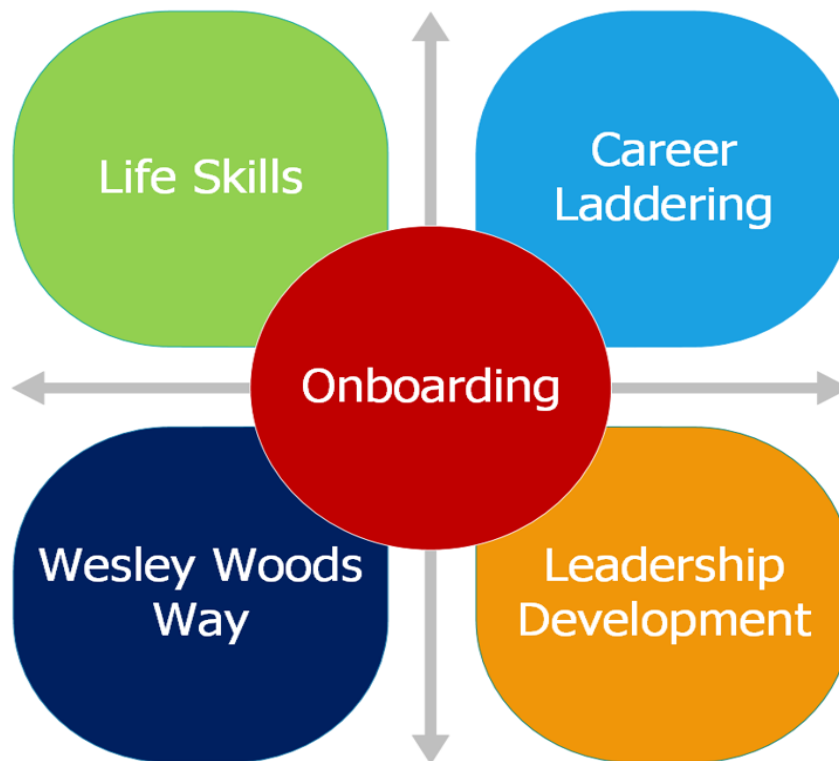 Life Skills
Career
Laddering
Onboarding
Wesley Woods
Way
Leadership
Development